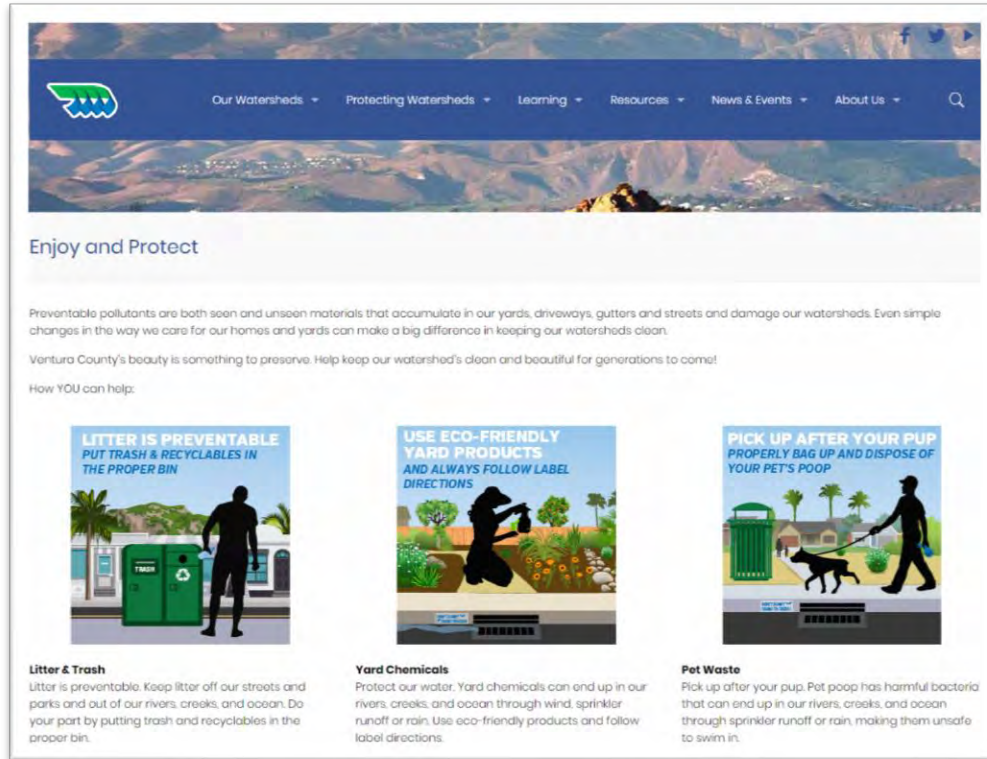 Our Watersheds
Protecting Watersheds
Learning
Resources
News & Events
About Us
Enjoy and Protect
Preventable pollutants are both seen and unseen materials that accumulate in our yards, driveways, gutters and streets and damage our watersheds. Even simple
changes in the way we care for our homes and yards can make a big difference in keeping our watersheds clean.
Ventura County's beauty is something to preserve. Help keep our watershed's clean and beautiful for generations to come!
How YOU can help:
LITTER IS PREVENTABLE
PUT TRASH & RECYCLABLES IN
THE PROPER BIN
TRASH
Litter & Trash
Litter is preventable. Keep litter off our streets and
parks and out of our rivers, creeks, and ocean. Do
your part by putting trash and recyclables in the
proper bin.
USE ECO-FRIENDLY
YARD PRODUCTS
AND ALWAYS FOLLOW LABEL
DIRECTIONS
Yard Chemicals
Protect our water. Yard chemicals can end up in our
rivers, creeks, and ocean through wind, sprinkler
runoff or rain. Use eco-friendly products and follow
label directions.
PICK UP AFTER YOUR PUP
PROPERLY BAG UP AND DISPOSE OF
YOUR PET'S POOP
Pet Waste
Pick up after your pup. Pet poop has harmful bacteria
that can end up in our rivers, creeks, and ocean
through sprinkler runoff or rain, making them unsafe
to swim in.